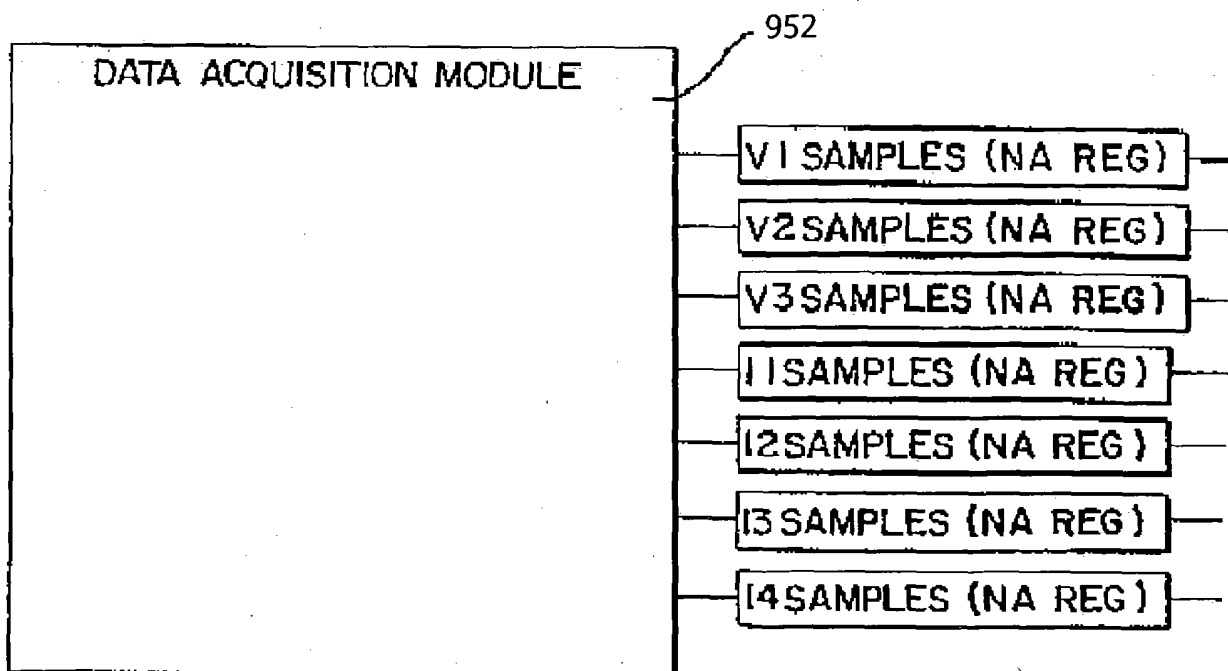 952
DATA ACQUISITION MODULE
V1 SAMPLES (NA REG)
V2 SAMPLES (NA REG)
V3 SAMPLES (NA REG)
I1 SAMPLES (NA REG)
I2 SAMPLES (NA REG)
I3 SAMPLES (NA REG)
I4 SAMPLES (NA REG)